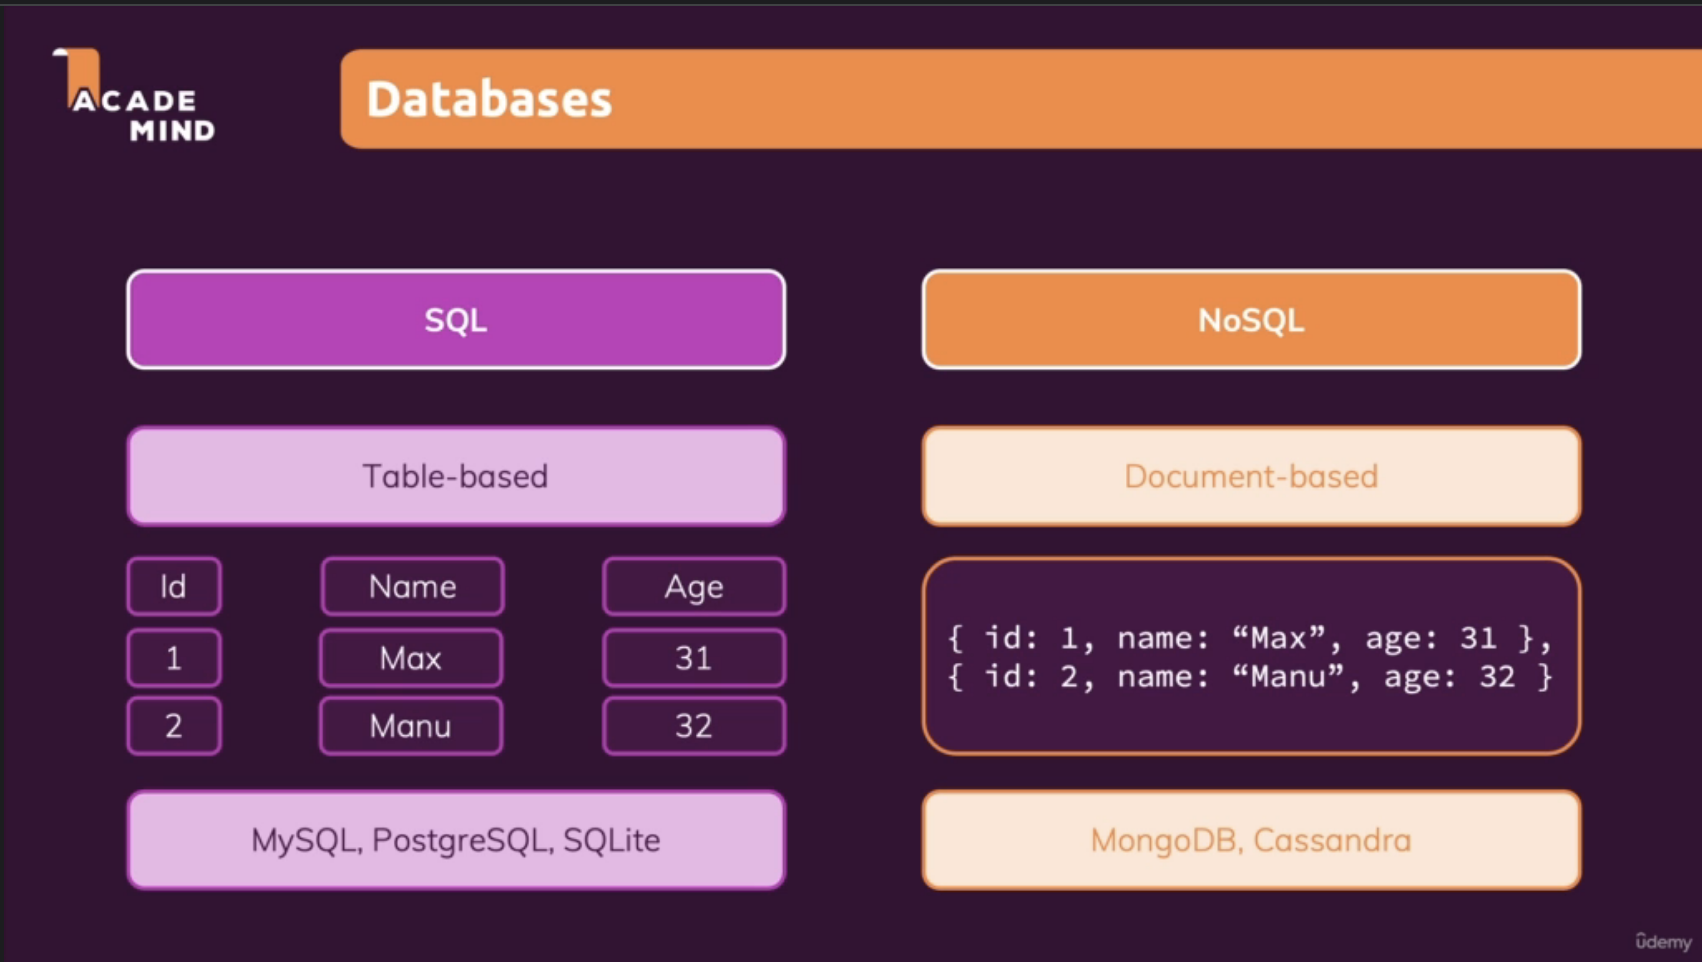 ACADE
MIND
Databases
SQL
NoSQL
Table-based
Document-based
Id Name Age
1 Max 31
2 Manu 32
{ id: 1, name: “Max”, age: 31 },
{ id: 2, name: “Manu”, age: 32 }
MySQL, PostgreSQL, SQLite
MongoDB, Cassandra
ûdemy